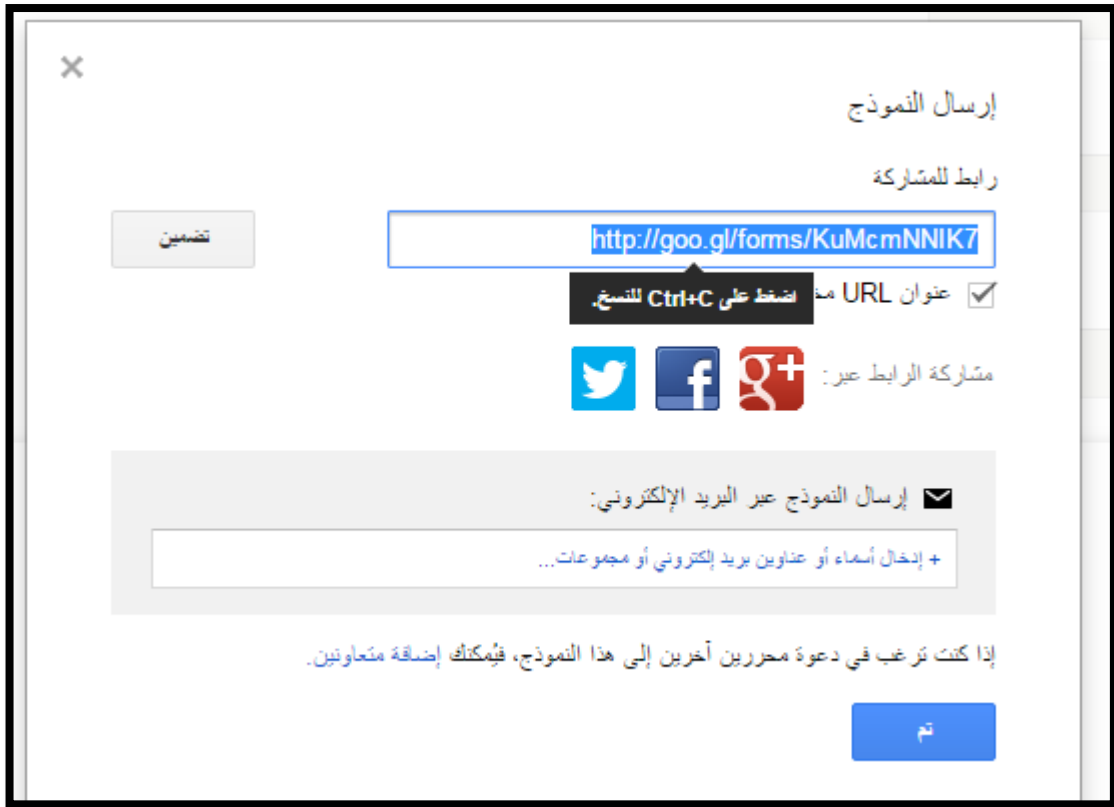 إرسال النموذج
رابط للمشاركة
http://goo.gl/forms/KuMcmNNIK7
تضمين
عنوان URL
اضغط على Ctrl+C للنسخ.
مشاركة الرابط عبر:
إرسال النموذج عبر البريد الإلكتروني:
+ إدخال أسماء أو عناوين بريد إلكتروني أو مجموعات...
إذا كنت ترغب في دعوة محررين آخرين إلى هذا النموذج، فيُمكنك إضافة متعاونين.
تم